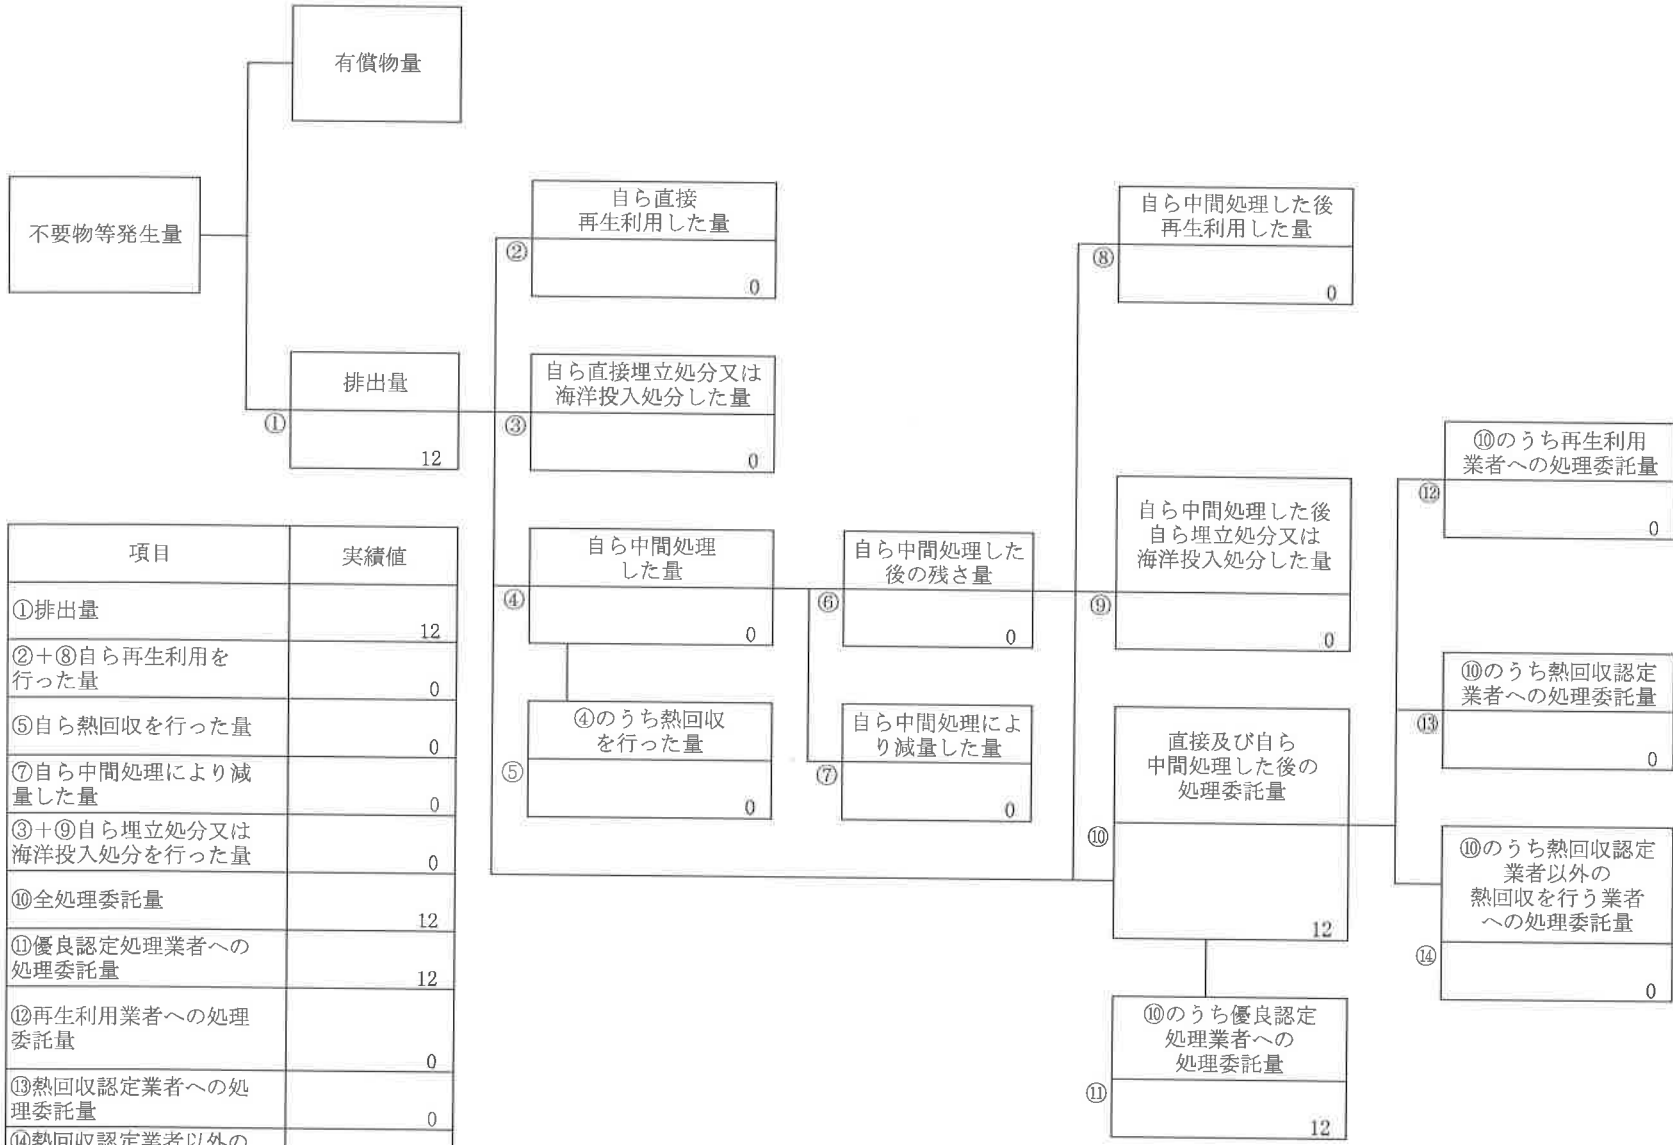 有償物量
不要物等発生量
排出量
①
12
自ら直接
再生利用した量
②
0
自ら直接埋立処分又は
海洋投入処分した量
③
0
自ら中間処理
した量
④
0
④のうち熱回収
を行った量
⑤
0
自ら中間処理した
後の残さ量
⑥
0
自ら中間処理によ
り減量した量
⑦
0
自ら中間処理した後
再生利用した量
⑧
0
自ら中間処理した後
自ら埋立処分又は
海洋投入処分した量
⑨
0
直接及び自ら
中間処理した後の
処理委託量
⑩
12
⑩のうち優良認定
処理業者への
処理委託量
⑪
12
⑩のうち再生利用
業者への処理委託量
⑫
0
⑩のうち熱回収認定
業者への処理委託量
⑬
0
⑩のうち熱回収認定
業者以外の
熱回収を行う業者
への処理委託量
⑭
0
項目 実績値
①排出量
12
②+⑧自ら再生利用を
行った量
0
⑤自ら熱回収を行った量
0
⑦自ら中間処理により減
量した量
0
③+⑨自ら埋立処分又は
海洋投入処分を行った量
0
⑩全処理委託量
12
⑪優良認定処理業者への
処理委託量
12
⑫再生利用業者への処理
委託量
0
⑬熱回収認定業者への処
理委託量
0
⑭熱回収認定業者以外の